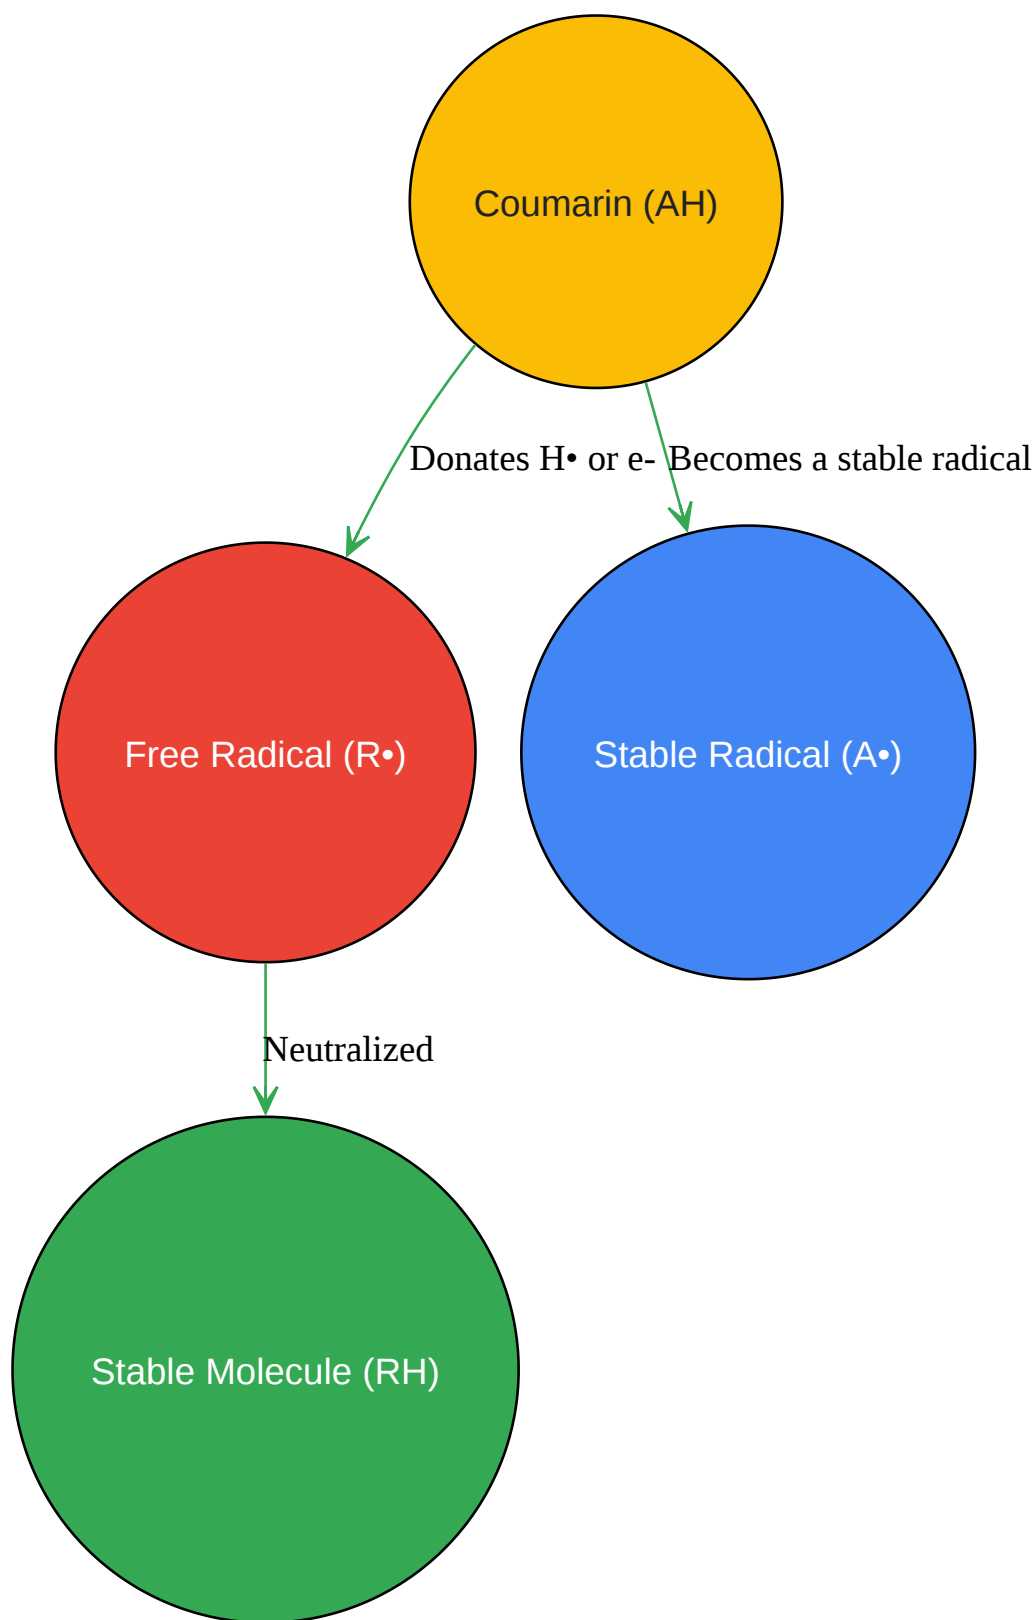 Coumarin (AH)
Donates H• or e-
Becomes a stable radical
Free Radical (R•)
Stable Radical (A•)
Neutralized
Stable Molecule (RH)